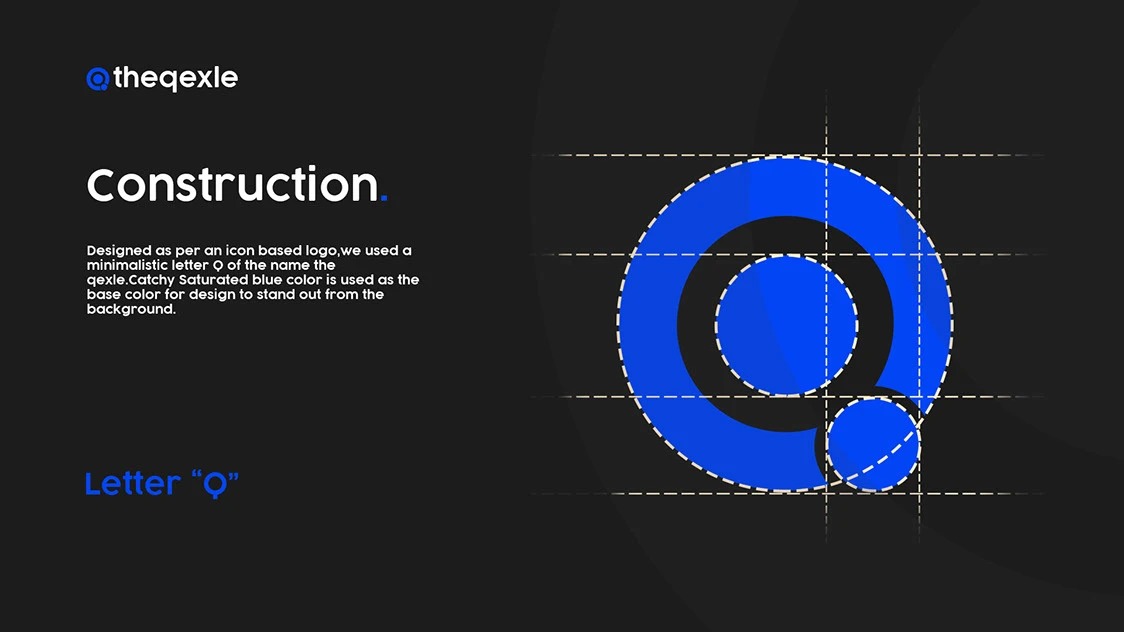 theqexle
Construction.
Designed as per an icon based logo,we used a
minimalistic letter Q of the name the
qexle.Catchy Saturated blue color is used as the
base color for design to stand out from the
background.
Letter “Q”